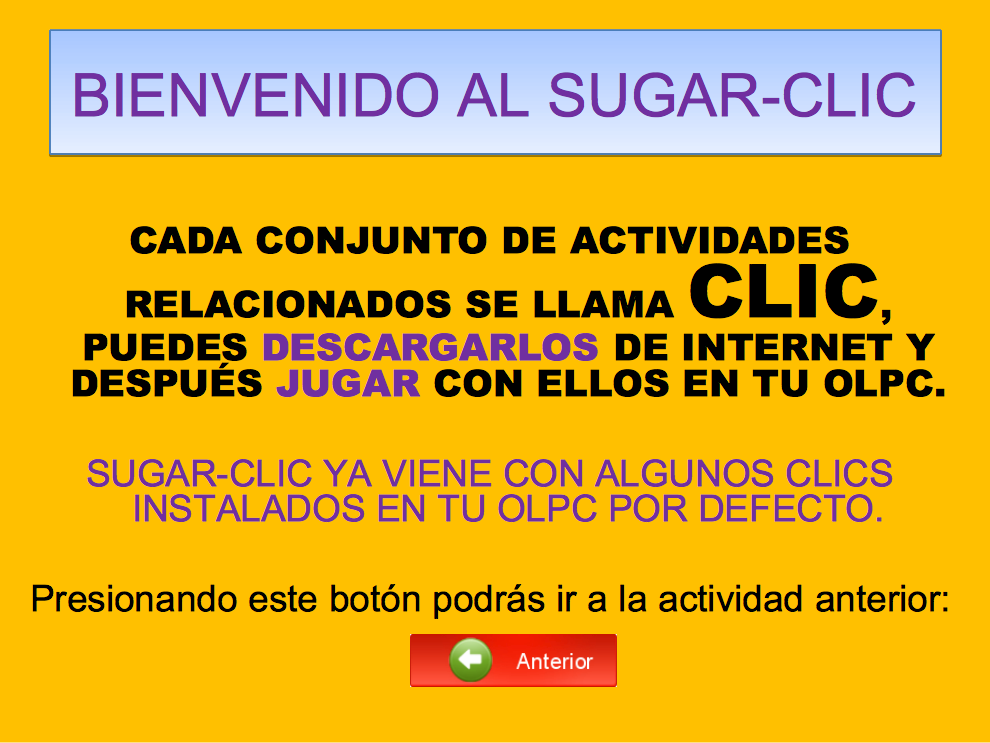 BIENVENIDO AL SUGAR-CLIC
CADA CONJUNTO DE ACTIVIDADES
RELACIONADOS SE LLAMA CLIC,
PUEDES DESCARGARLOS DE INTERNET Y
DESPUÉS JUGAR CON ELLOS EN TU OLPC.
SUGAR-CLIC YA VIENE CON ALGUNOS CLICS
INSTALADOS EN TU OLPC POR DEFECTO.
Presionando este botón podrás ir a la actividad anterior:
Anterior